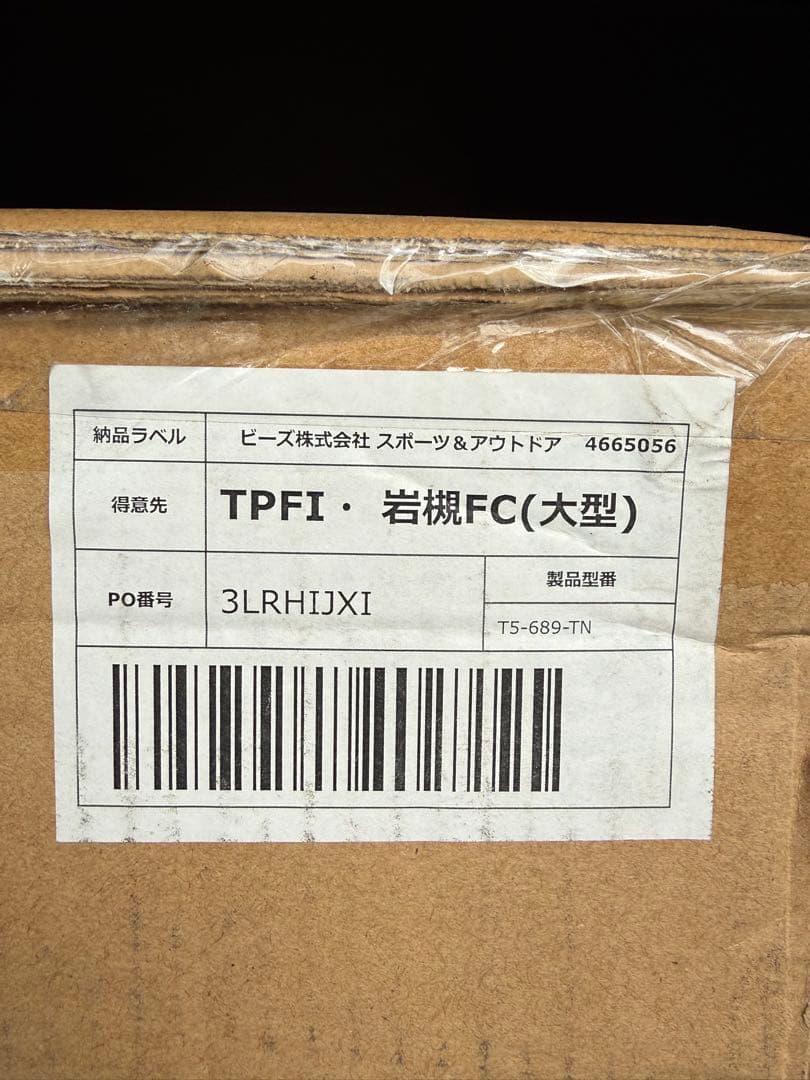 納品ラベル ビーズ株式会社 スポーツ＆アウトドア 4665056
得意先 TPFI・ 岩槻FC(大型)
PO番号 3LRHIJXI 製品型番
T5-689-TN